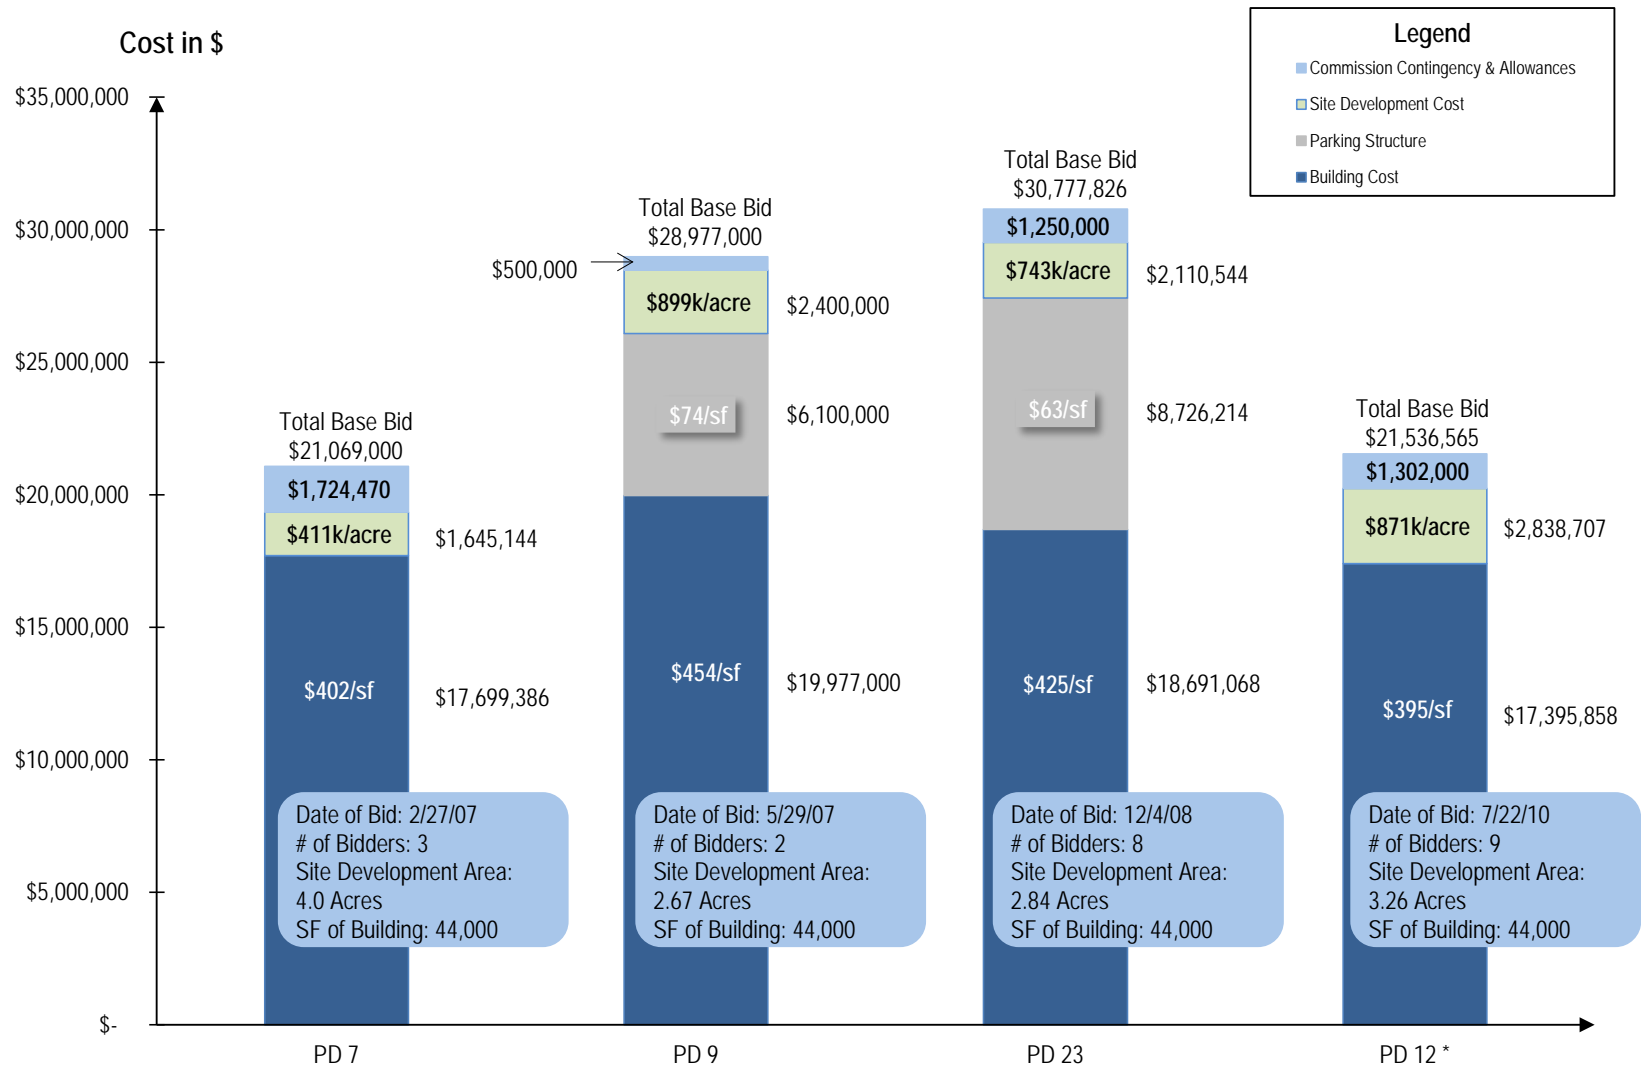 Cost in $
Legend
Commission Contingency & Allowances
Site Development Cost
Parking Structure
Building Cost
$35,000,000
$30,000,000
$25,000,000
$20,000,000
$15,000,000
$10,000,000
$5,000,000
$-
Total Base Bid
$21,069,000
$1,724,470
$411k/acre
$1,645,144
$402/sf
$17,699,386
Date of Bid: 2/27/07
# of Bidders: 3
Site Development Area:
4.0 Acres
SF of Building: 44,000
PD 7
Total Base Bid
$28,977,000
$500,000
$899k/acre
$2,400,000
$74/sf
$6,100,000
$454/sf
$19,977,000
Date of Bid: 5/29/07
# of Bidders: 2
Site Development Area:
2.67 Acres
SF of Building: 44,000
PD 9
Total Base Bid
$30,777,826
$1,250,000
$743k/acre
$2,110,544
$63/sf
$8,726,214
$425/sf
$18,691,068
Date of Bid: 12/4/08
# of Bidders: 8
Site Development Area:
2.84 Acres
SF of Building: 44,000
PD 23
Total Base Bid
$21,536,565
$1,302,000
$871k/acre
$2,838,707
$395/sf
$17,395,858
Date of Bid: 7/22/10
# of Bidders: 9
Site Development Area:
3.26 Acres
SF of Building: 44,000
PD 12 *